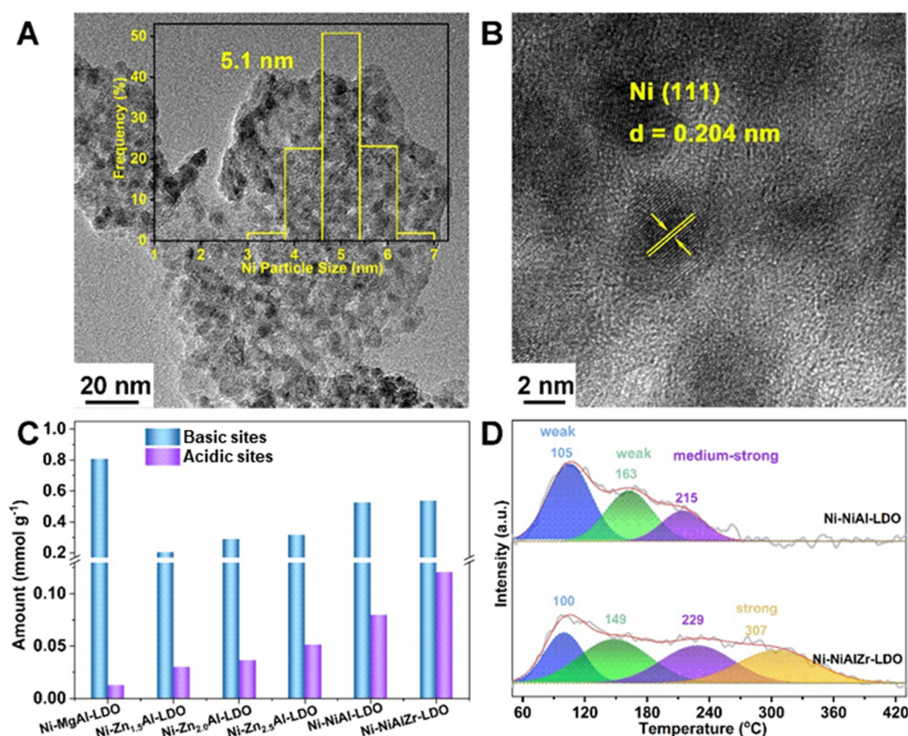 A
5.1 nm
Frequency (%)
50
40
30
20
10
0
1 2 3 4 5 6 7
Ni Particle Size (nm)
20 nm
B
Ni (111)
d = 0.204 nm
2 nm
C
Basic sites
Acidic sites
Amount (mmol g⁻¹)
1.0
0.8
0.6
0.4
0.2
0.10
0.05
0.00
Ni-MgAl-LDO
Ni-Zn₁.₅Al-LDO
Ni-Zn₂.₀Al-LDO
Ni-Zn₂.₅Al-LDO
Ni-NiAl-LDO
Ni-NiAlZr-LDO
D
weak
105
weak
163
medium-strong
215
Ni-NiAl-LDO
100
149
229
strong
307
Ni-NiAlZr-LDO
Intensity (a.u.)
60 120 180 240 300 360 420
Temperature (°C)